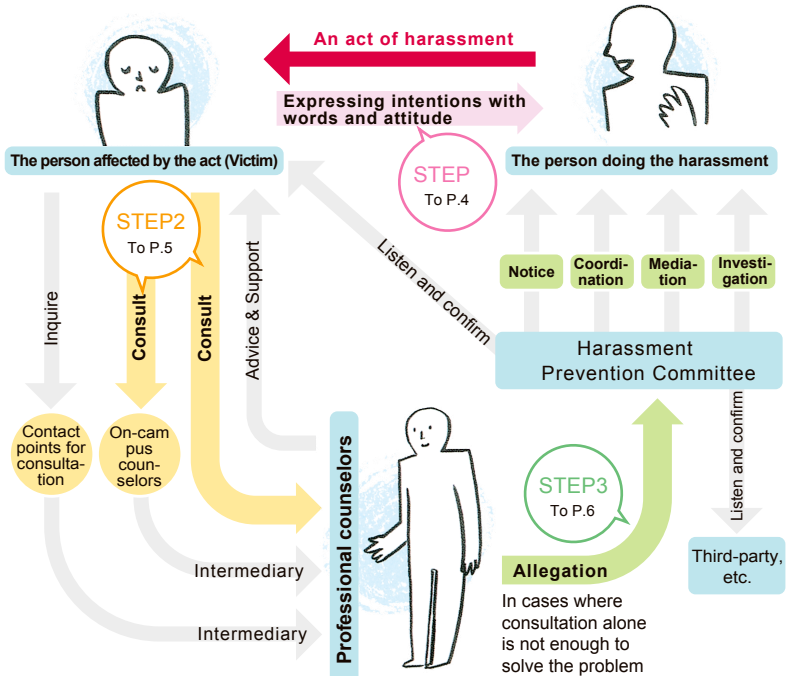 An act of harassment
Expressing intentions with
words and attitude
The person affected by the act (Victim)
The person doing the harassment
STEP
To P.4
STEP2
To P.5
Inquire
Consult
Consult
Advice & Support
Listen and confirm
Notice
Coordi-
nation
Media-
tion
Investi-
gation
Harassment
Prevention Committee
Contact
points for
consulta-
tion
On-cam
pus
coun-
selors
Professional counselors
STEP3
To P.6
Listen and confirm
Third-party,
etc.
Intermediary
Intermediary
Allegation
In cases where
consultation alone
is not enough to
solve the problem